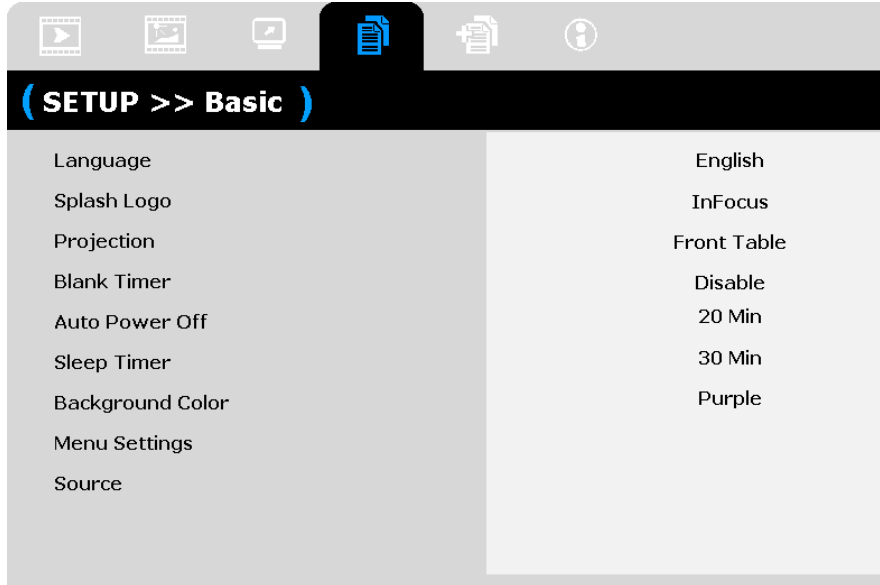 ( SETUP >> Basic )
Language English
Splash Logo InFocus
Projection Front Table
Blank Timer Disable
Auto Power Off 20 Min
Sleep Timer 30 Min
Background Color Purple
Menu Settings
Source